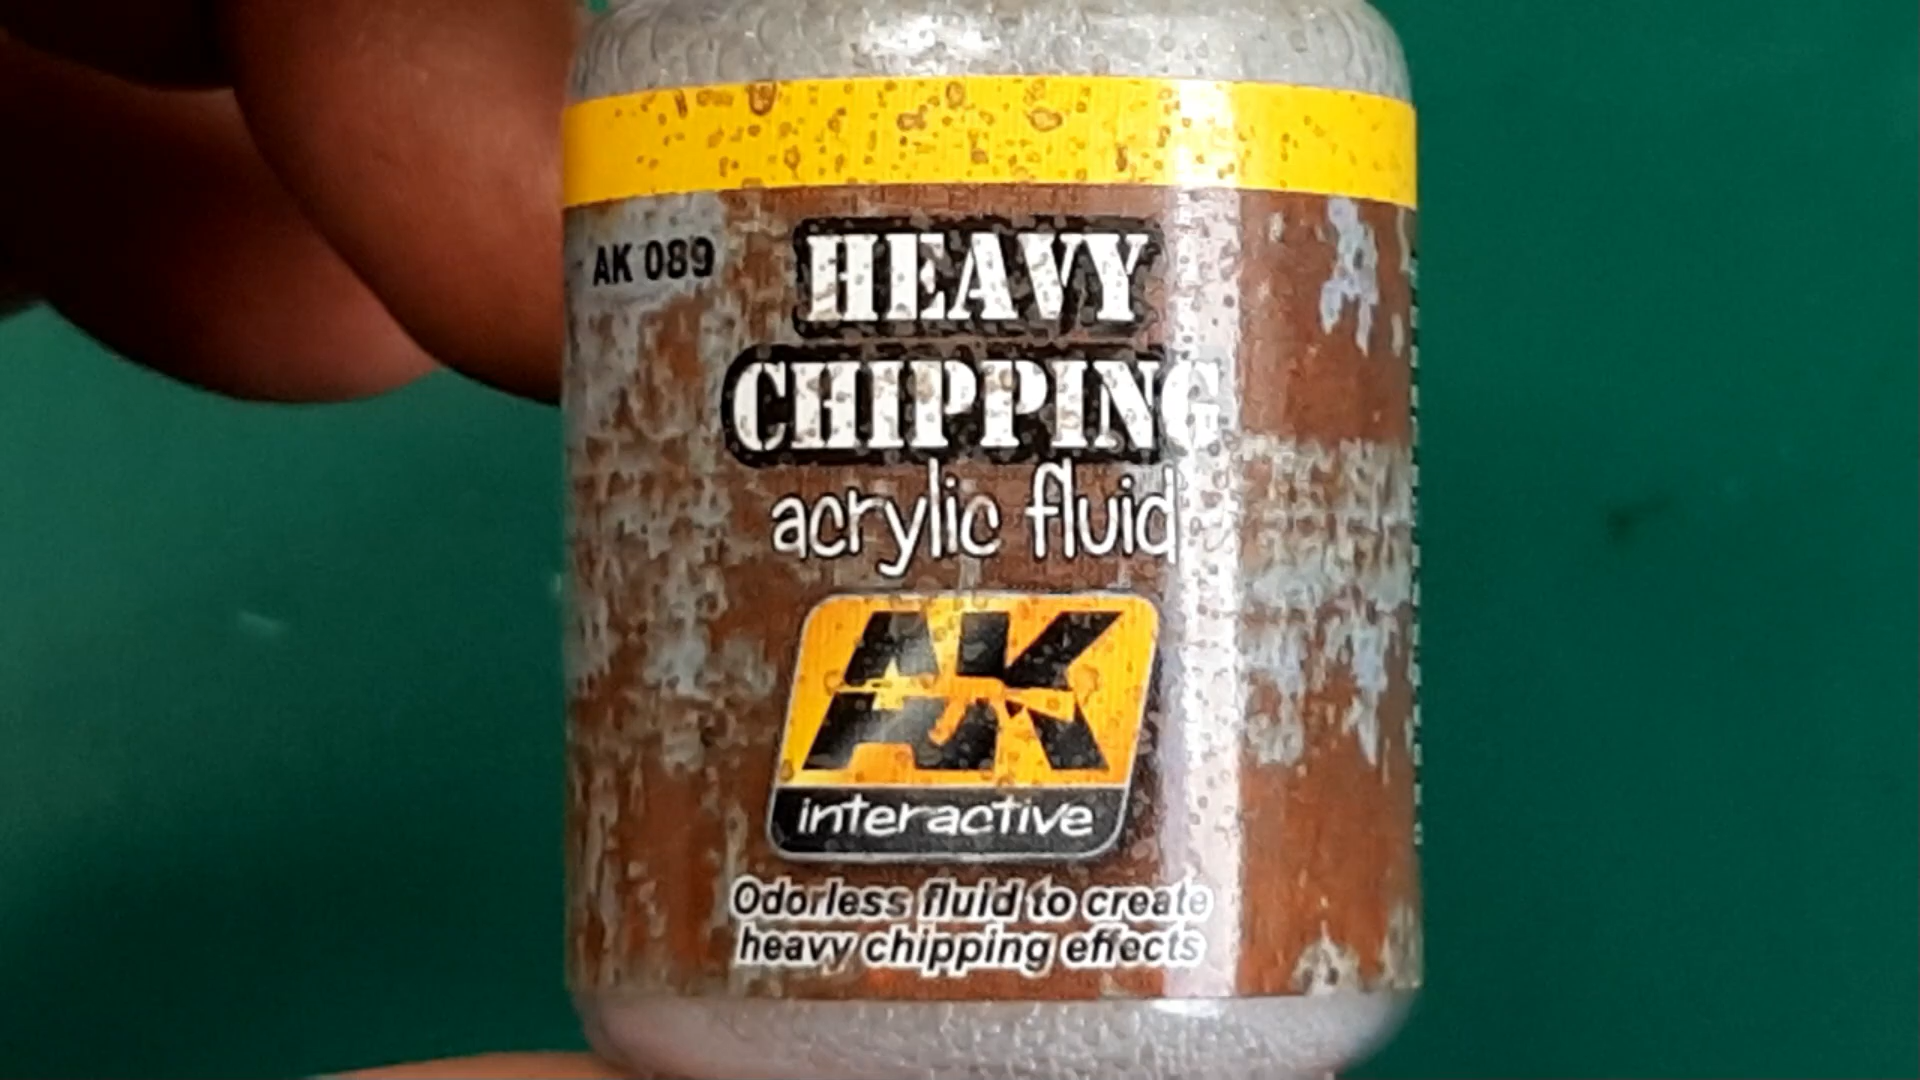 AK 089
HEAVY
CHIPPING
acrylic fluid
AK
interactive
Odorless fluid to create
heavy chipping effects